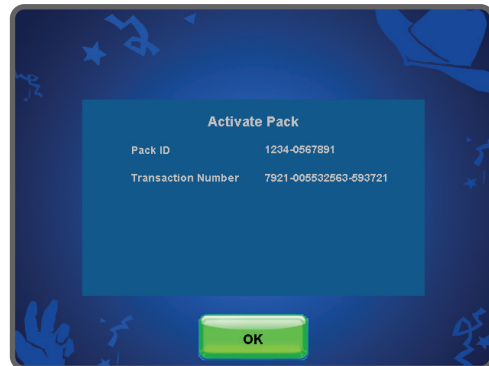 Activate Pack
Pack ID 1234-0567891
Transaction Number 7921-005532563-593721
OK